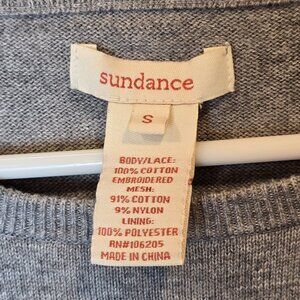 sundance
S
BODY/LACE:
100% COTTON
EMBROIDERED
MESH:
91% COTTON
9% NYLON
LINING:
100% POLYESTER
RN#106205
MADE IN CHINA